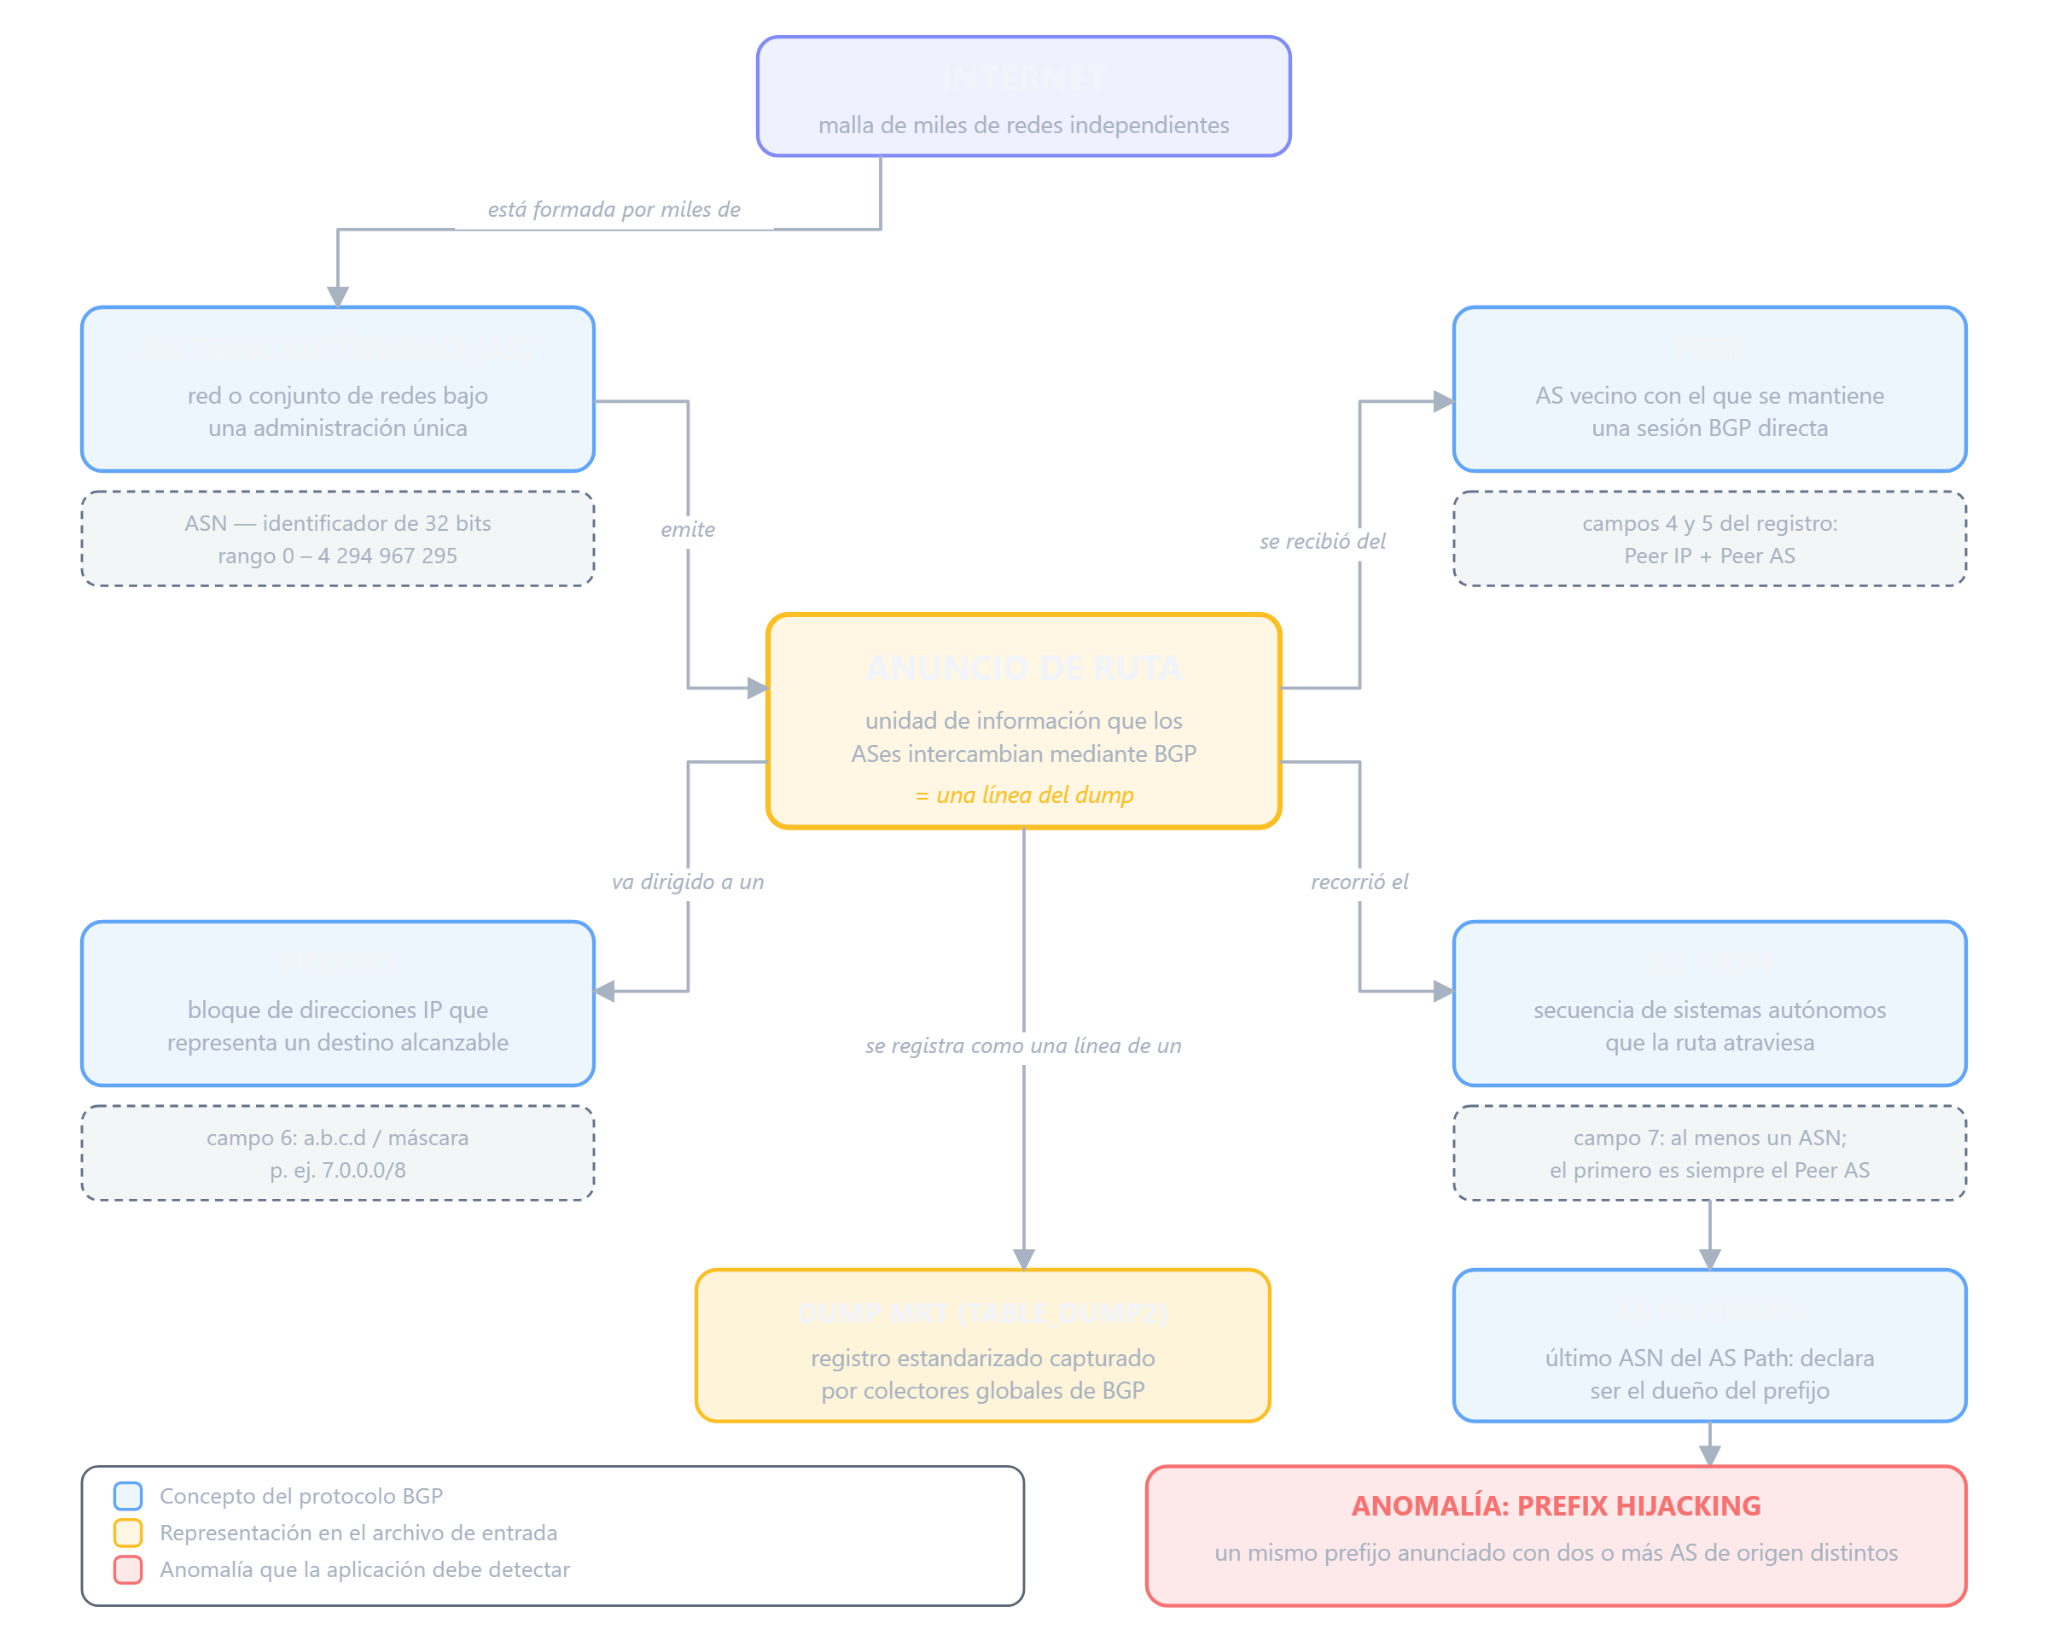 INTERNET
malla de miles de redes independientes
está formada por miles de
red o conjunto de redes bajo
una administración única
ASN — identificador de 32 bits
rango 0 – 4 294 967 295
emite
AS vecino con el que se mantiene
una sesión BGP directa
campos 4 y 5 del registro:
Peer IP + Peer AS
se recibió del
ANUNCIO DE RUTA
unidad de información que los
ASes intercambian mediante BGP
= una línea del dump
va dirigido a un
recorrió el
bloque de direcciones IP que
representa un destino alcanzable
campo 6: a.b.c.d / máscara
p. ej. 7.0.0.0/8
se registra como una línea de un
secuencia de sistemas autónomos
que la ruta atraviesa
campo 7: al menos un ASN;
el primero es siempre el Peer AS
DUMP MRT (TABLE_DUMP2)
registro estandarizado capturado
por colectores globales de BGP
último ASN del AS Path: declara
ser el dueño del prefijo
Concepto del protocolo BGP
Representación en el archivo de entrada
Anomalía que la aplicación debe detectar
ANOMALÍA: PREFIX HIJACKING
un mismo prefijo anunciado con dos o más AS de origen distintos